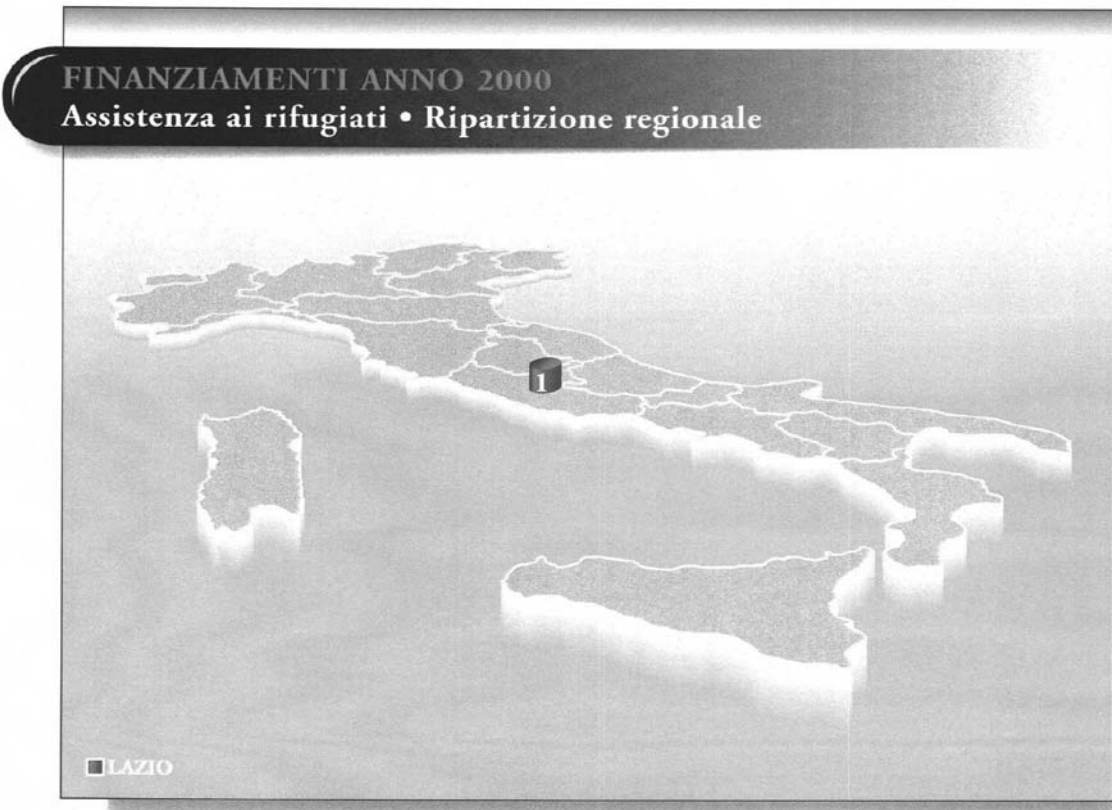 FINANZIAMENTI ANNO 2000
Assistenza ai rifugiati • Ripartizione regionale
1
LAZIO